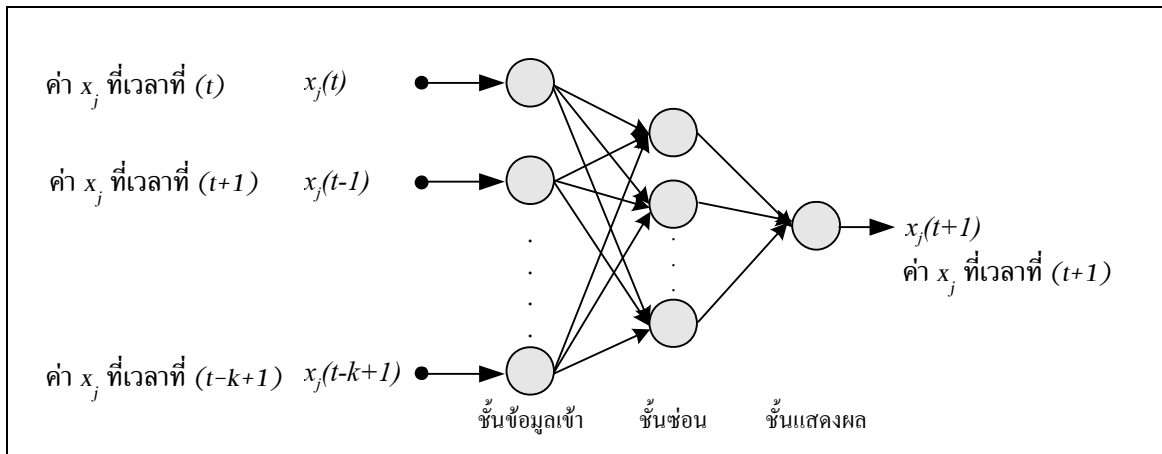 ค่า xj ที่เวลาที่ (t) xj(t)
ค่า xj ที่เวลาที่ (t+1) xj(t-1)
xj(t+1)
ค่า xj ที่เวลาที่ (t+1)
ค่า xj ที่เวลาที่ (t-k+1) xj(t-k+1)
ชั้นข้อมูลเข้า ชั้นซ่อน ชั้นแสดงผล